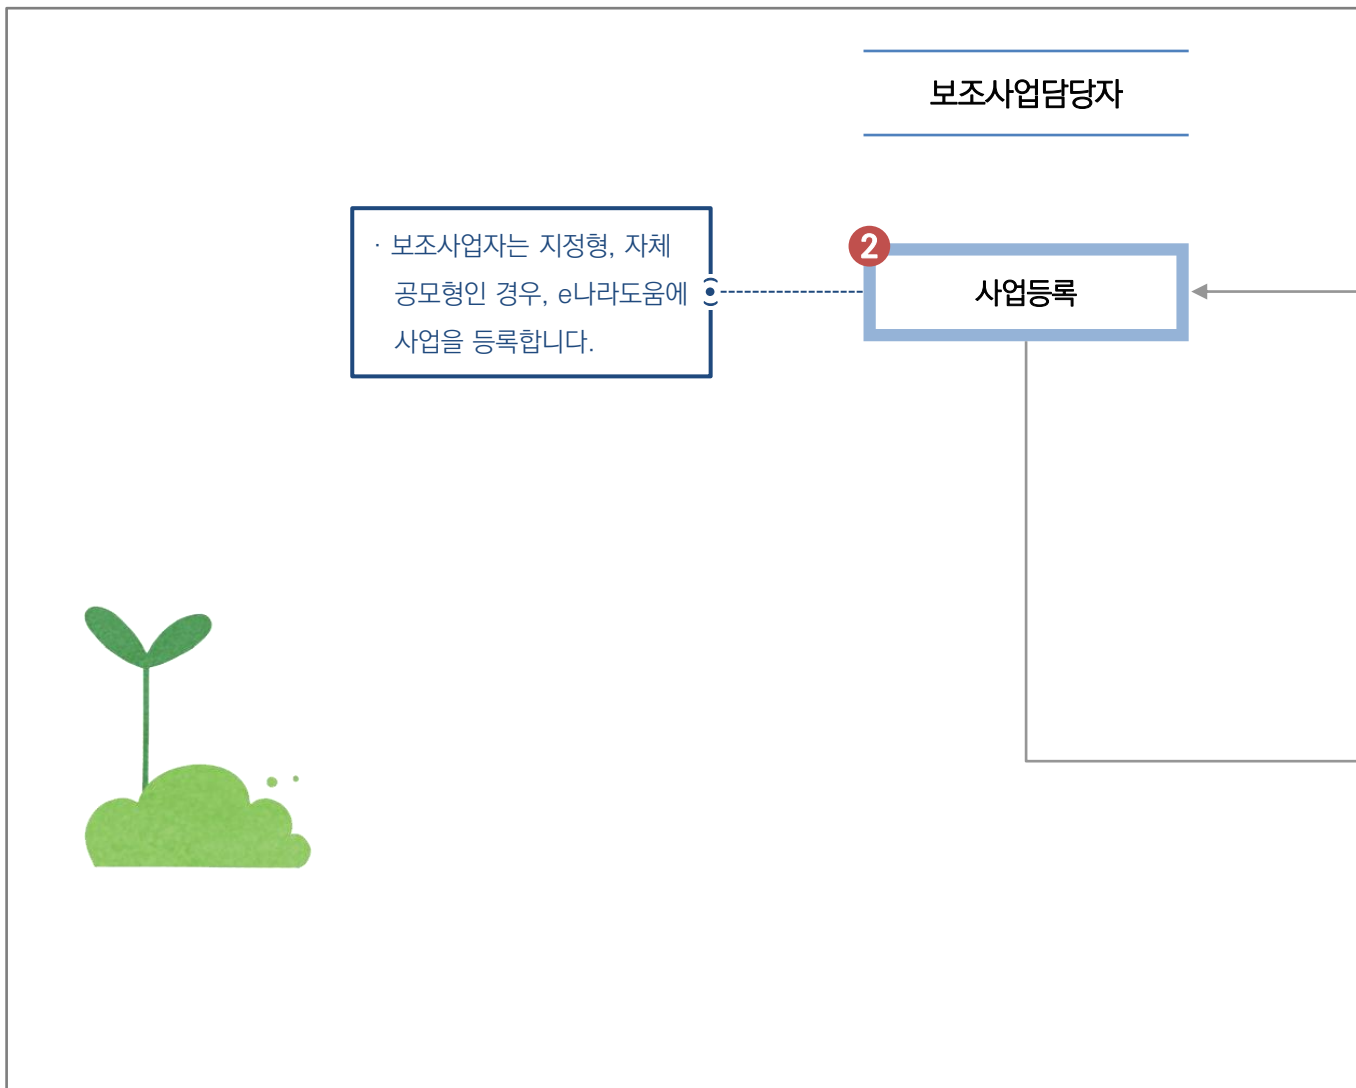 보조사업담당자
· 보조사업자는 지정형, 자체
공모형인 경우, e나라도움에
사업을 등록합니다.
2
사업등록